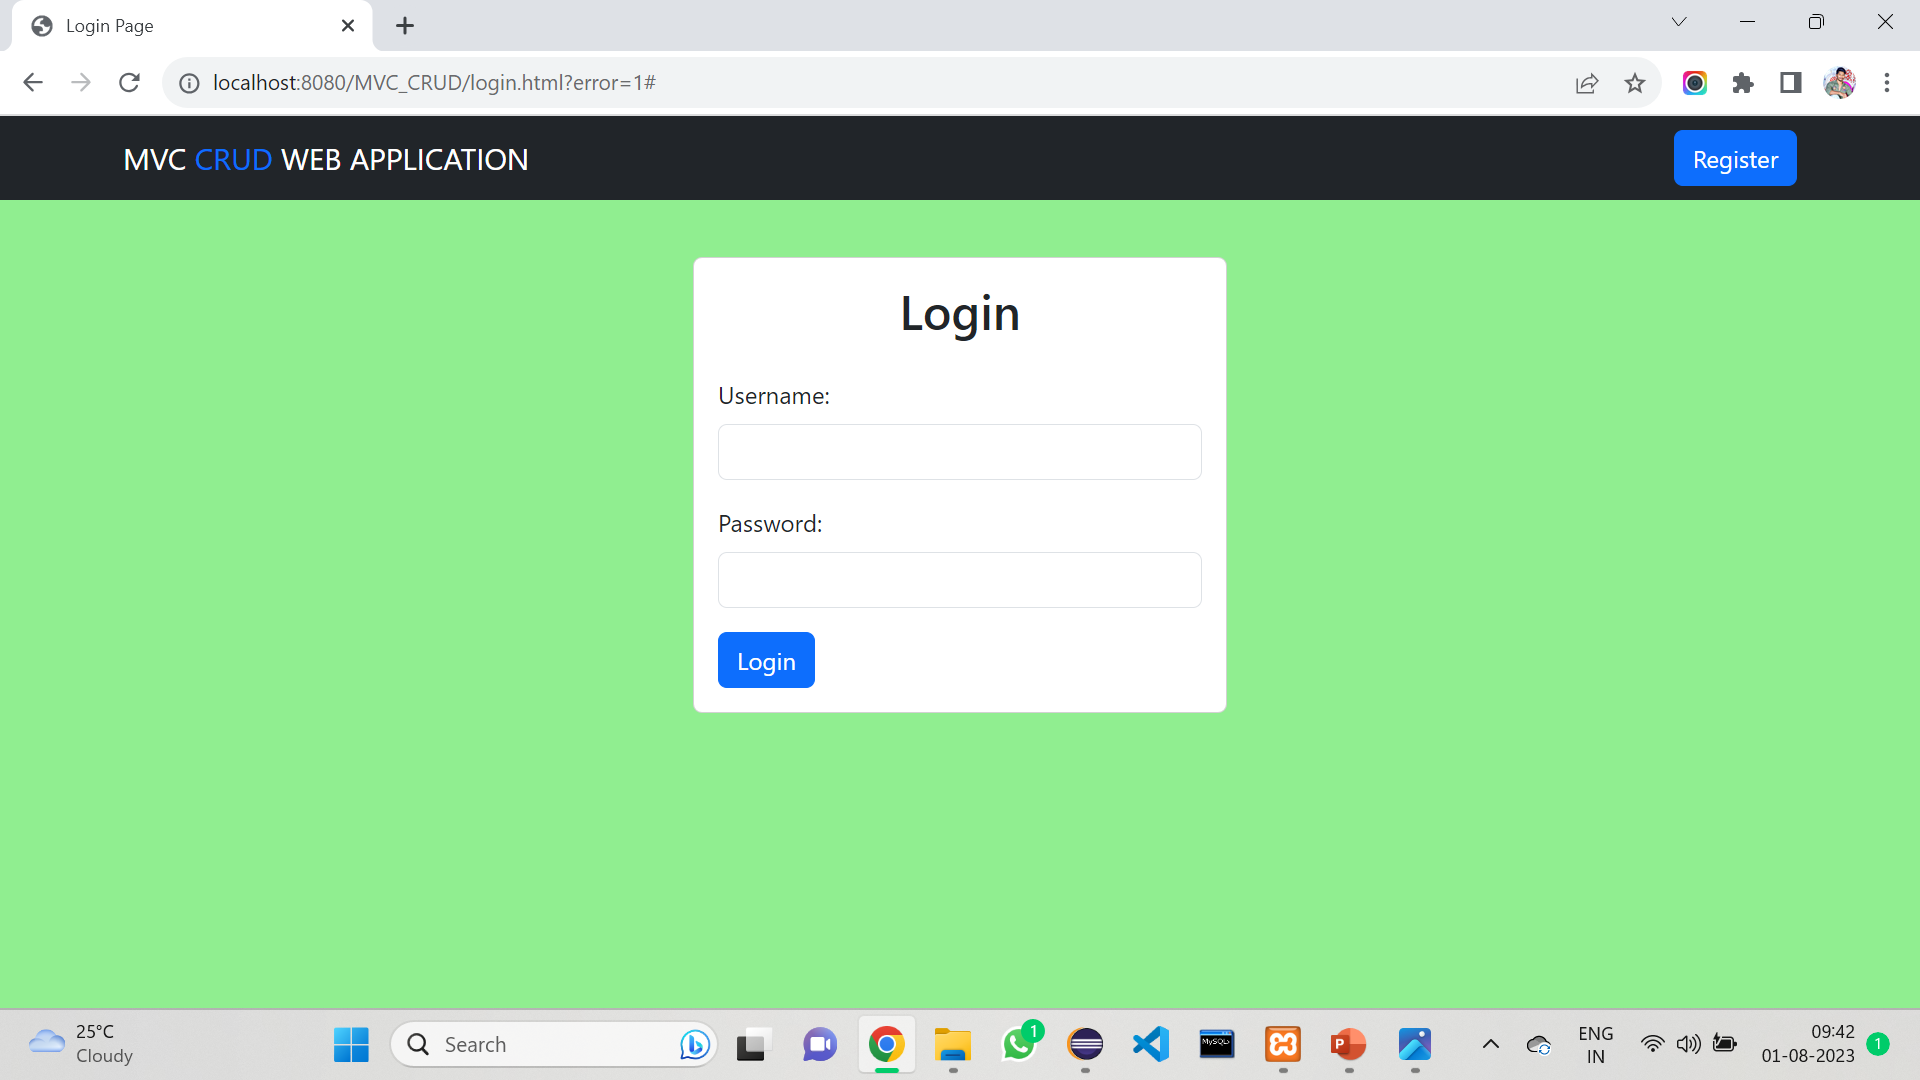 Login Page
localhost:8080/MVC_CRUD/login.html?error=1#
MVC CRUD WEB APPLICATION
Register
Login
Username:
Password:
Login
25°C
Cloudy
Search
1
MySQL>
P
ENG
IN
09:42
01-08-2023
1